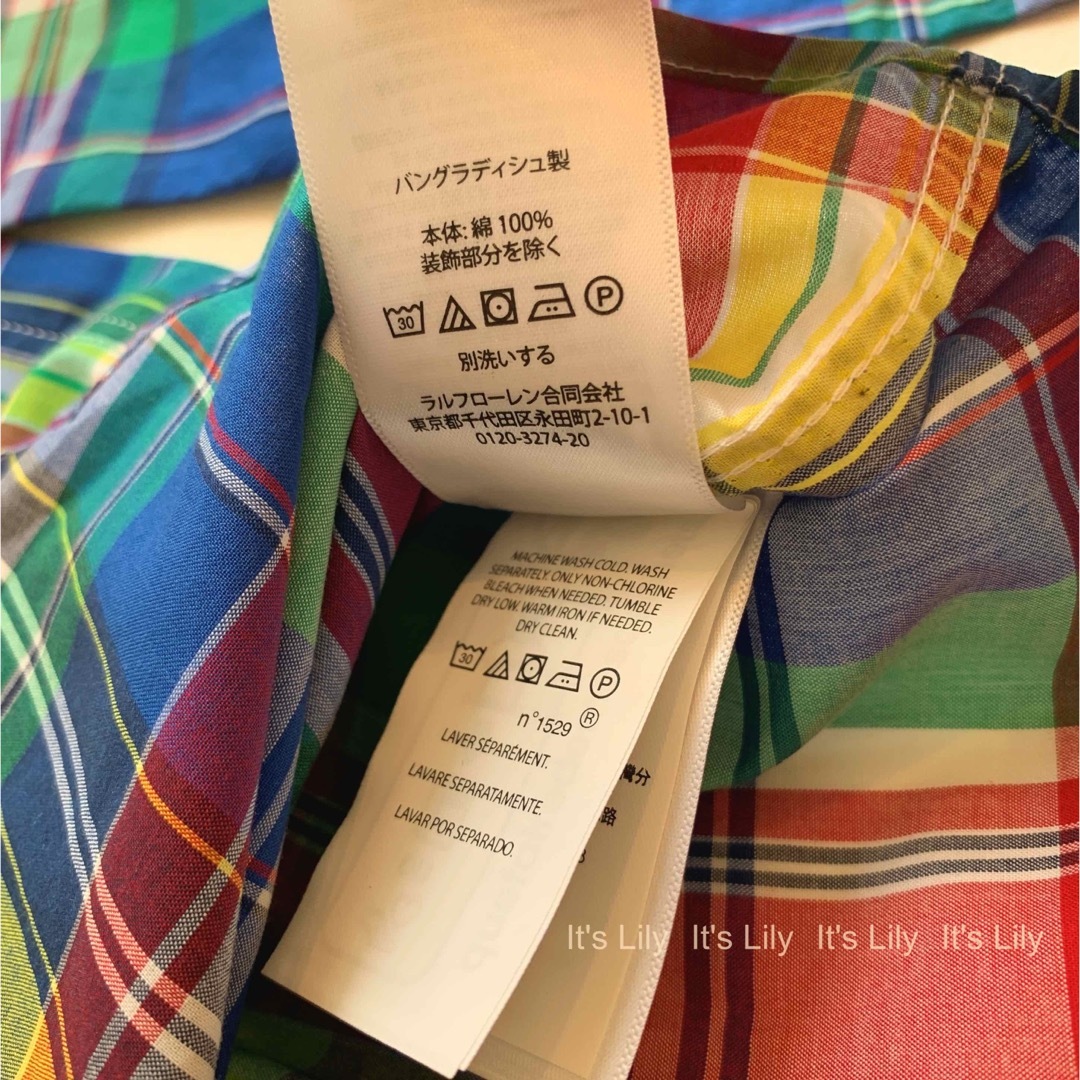 バングラディシュ製
本体: 綿 100%
装飾部分を除く
30 P
別洗いする
ラルフローレン合同会社
東京都千代田区永田町2-10-1
0120-3274-20
MACHINE WASH COLD. WASH
SEPARATELY. ONLY NON-CHLORINE
BLEACH WHEN NEEDED. TUMBLE
DRY LOW. WARM IRON IF NEEDED.
DRY CLEAN.
30 P
n°1529 ®
LAVER SÉPARÉMENT.
LAVARE SEPARATAMENTE.
LAVAR POR SEPARADO.
It's Lily It's Lily It's Lily It's Lily